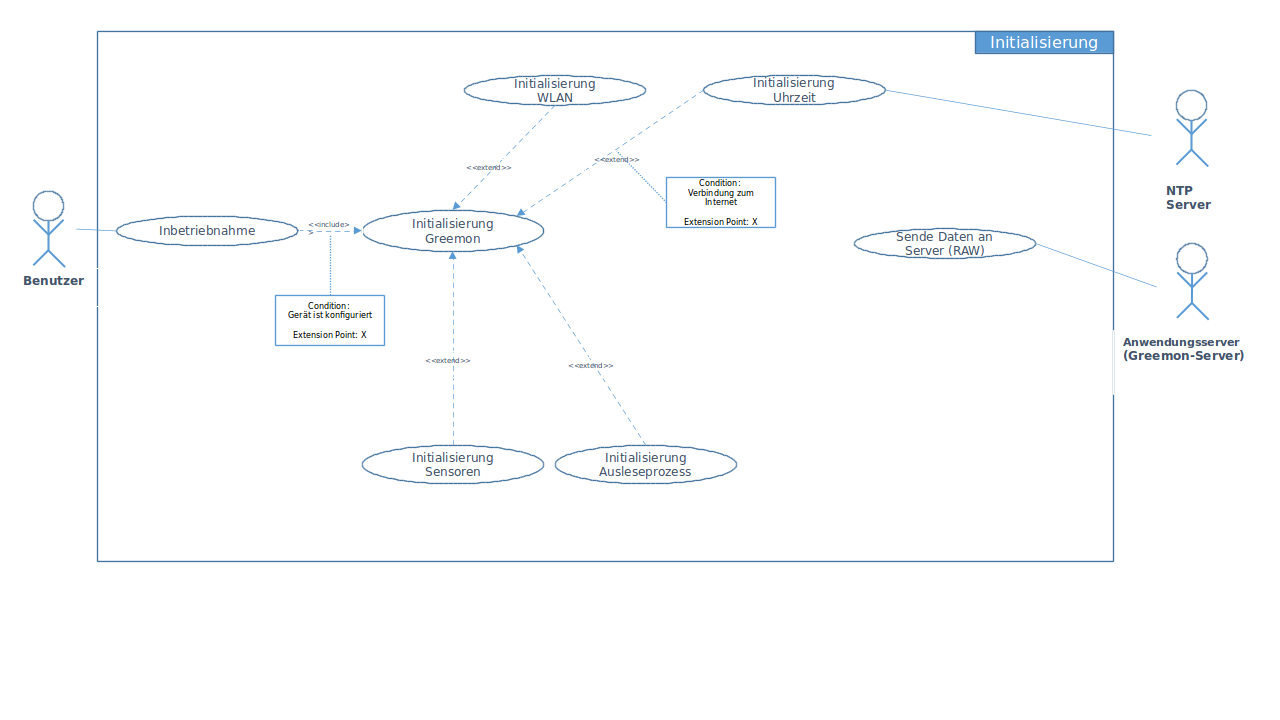 Initialisierung
Initialisierung
WLAN
Initialisierung
Uhrzeit
<<extend>>
<<extend>>
Condition:
Verbindung zum
Internet
Extension Point: X
NTP
Server
Benutzer
Inbetriebnahme
<<include>
>
Initialisierung
Greemon
Sende Daten an
Server (RAW)
Condition:
Gerät ist konfiguriert
Extension Point: X
Anwendungsserver
(Greemon-Server)
<<extend>>
<<extend>>
Initialisierung
Sensoren
Initialisierung
Ausleseprozess